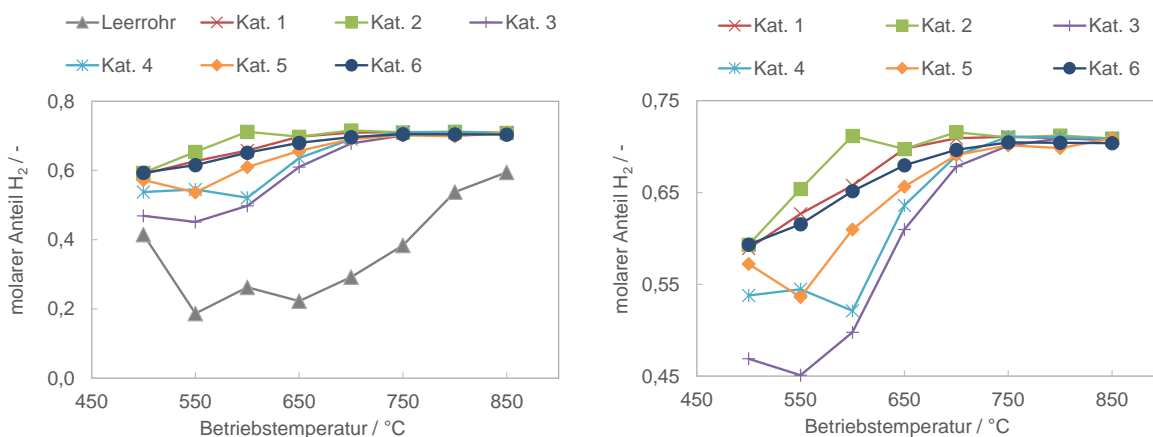 Leerrohr Kat. 1 Kat. 2 Kat. 3
Kat. 4 Kat. 5 Kat. 6
0,8
0,6
0,4
0,2
0,0
molarer Anteil H₂ / -
450 550 650 750 850
Betriebstemperatur / °C
Kat. 1 Kat. 2 Kat. 3
Kat. 4 Kat. 5 Kat. 6
0,75
0,65
0,55
0,45
molarer Anteil H₂ / -
450 550 650 750 850
Betriebstemperatur / °C